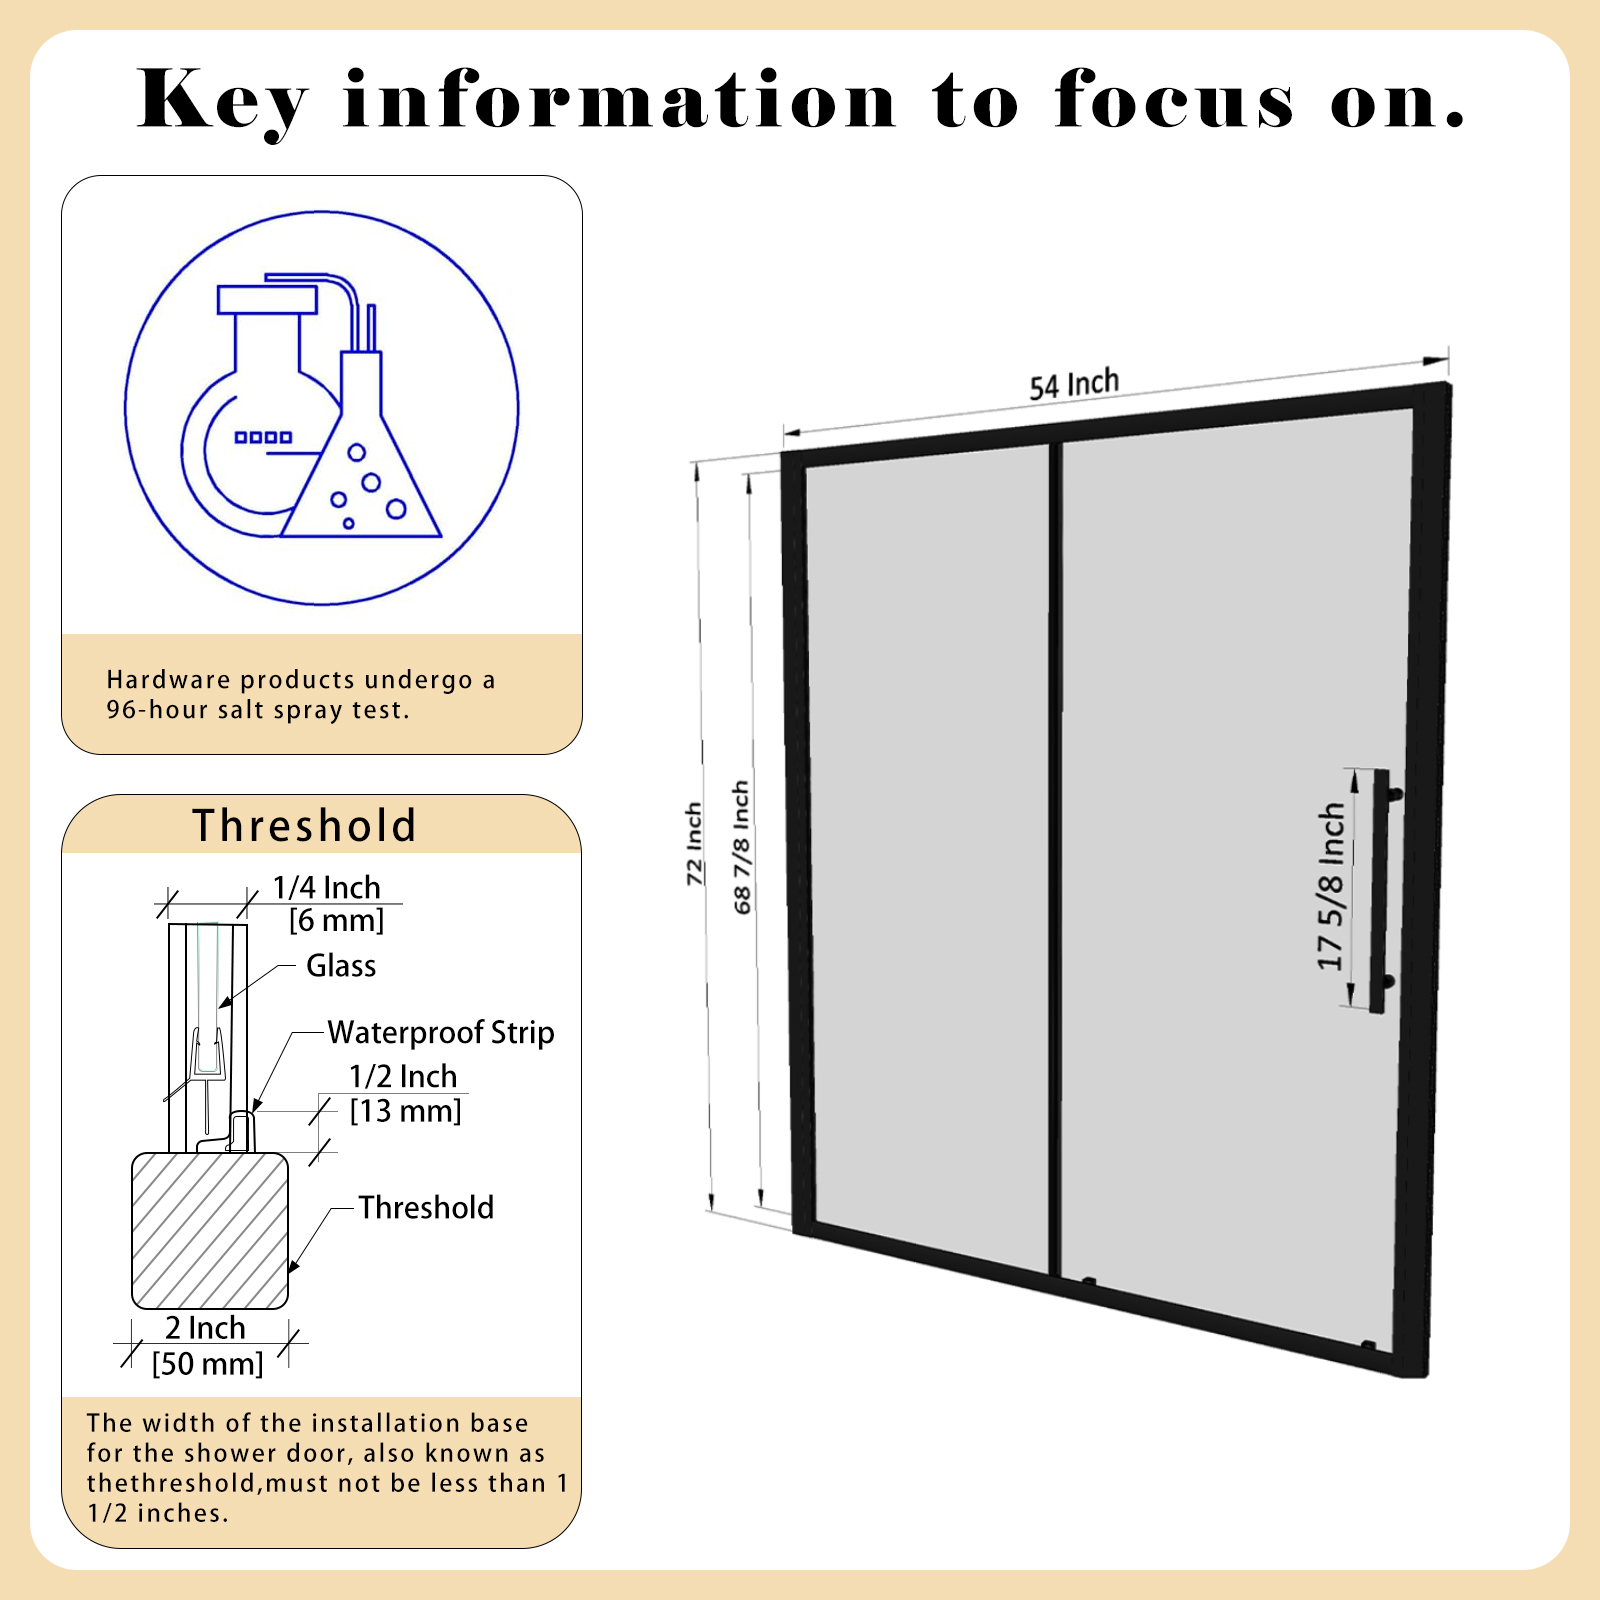 Key information to focus on.
Hardware products undergo a
96-hour salt spray test.
Threshold
1/4 Inch
[6 mm]
Glass
Waterproof Strip
1/2 Inch
[13 mm]
Threshold
2 Inch
[50 mm]
The width of the installation base
for the shower door, also known as
thethreshold,must not be less than 1
1/2 inches.
54 Inch
72 Inch
68 7/8 Inch
17 5/8 Inch